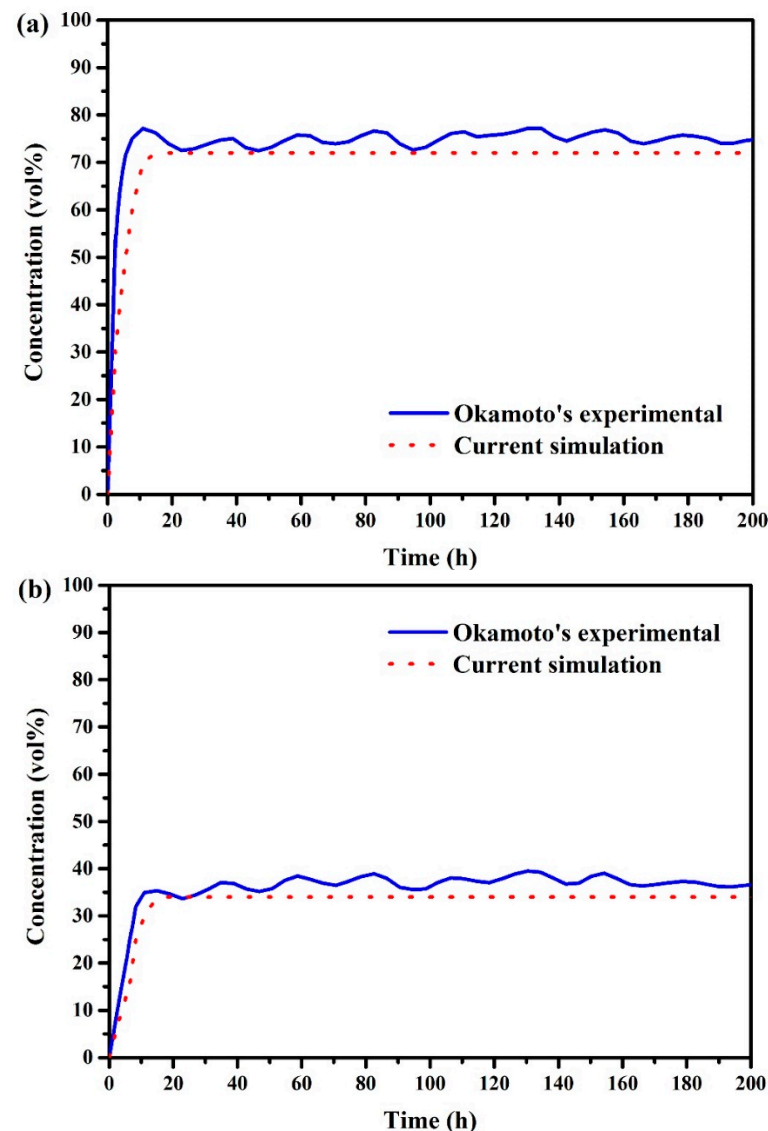 (a)
100
90
80
70
60
50
40
30
20
10
0
Concentration (vol%)
Okamoto's experimental
Current simulation
0 20 40 60 80 100 120 140 160 180 200
Time (h)
(b)
100
90
80
70
60
50
40
30
20
10
0
Concentration (vol%)
Okamoto's experimental
Current simulation
0 20 40 60 80 100 120 140 160 180 200
Time (h)